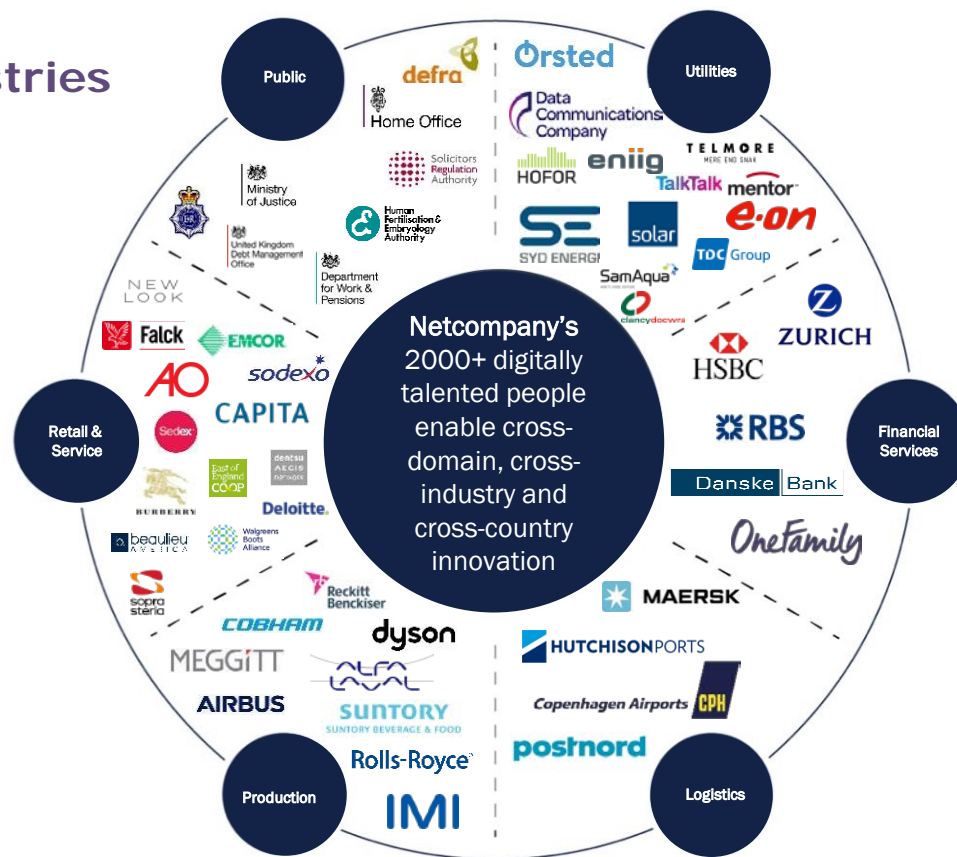 stries
Public
Utilities
defra
Home Office
Ørsted
Data
Communications
Company
Solicitors
Regulation
Authority
HOFOR
eniig
TELMORE
MERE END SNAK
TalkTalk
mentor
Ministry
of Justice
Human
Fertilisation &
Embryology
Authority
United Kingdom
Debt Management
Office
Department
for Work &
Pensions
SE
SYD ENERGI
solar
e·on
TDC Group
SamAqua
clancydocwra
NEW
LOOK
Falck
EMCOR
AO
sodexo
CAPITA
Sedex
Retail &
Service
BURBERRY
East of
England
COOP
dentsu
AEGIS
network
Deloitte.
beaulieu
AMERICA
Walgreens
Boots
Alliance
sopra
steria
Netcompany's
2000+ digitally
talented people
enable cross-
domain, cross-
industry and
cross-country
innovation
ZURICH
HSBC
RBS
Financial
Services
Danske Bank
OneFamily
Reckitt
Benckiser
COBHAM
dyson
MEGGiTT
ALFA
LAVAL
AIRBUS
SUNTORY
SUNTORY BEVERAGE & FOOD
Rolls-Royce
IMI
Production
MAERSK
HUTCHISONPORTS
Copenhagen Airports CPH
postnord
Logistics